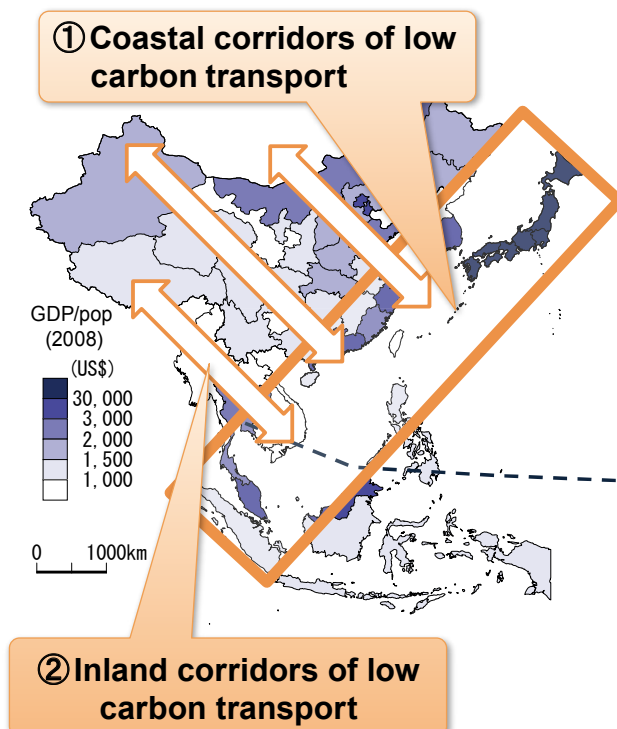 ①Coastal corridors of low
carbon transport
GDP/pop
(2008)
(US$)
30,000
3,000
2,000
1,500
1,000
0 1000km
②Inland corridors of low
carbon transport